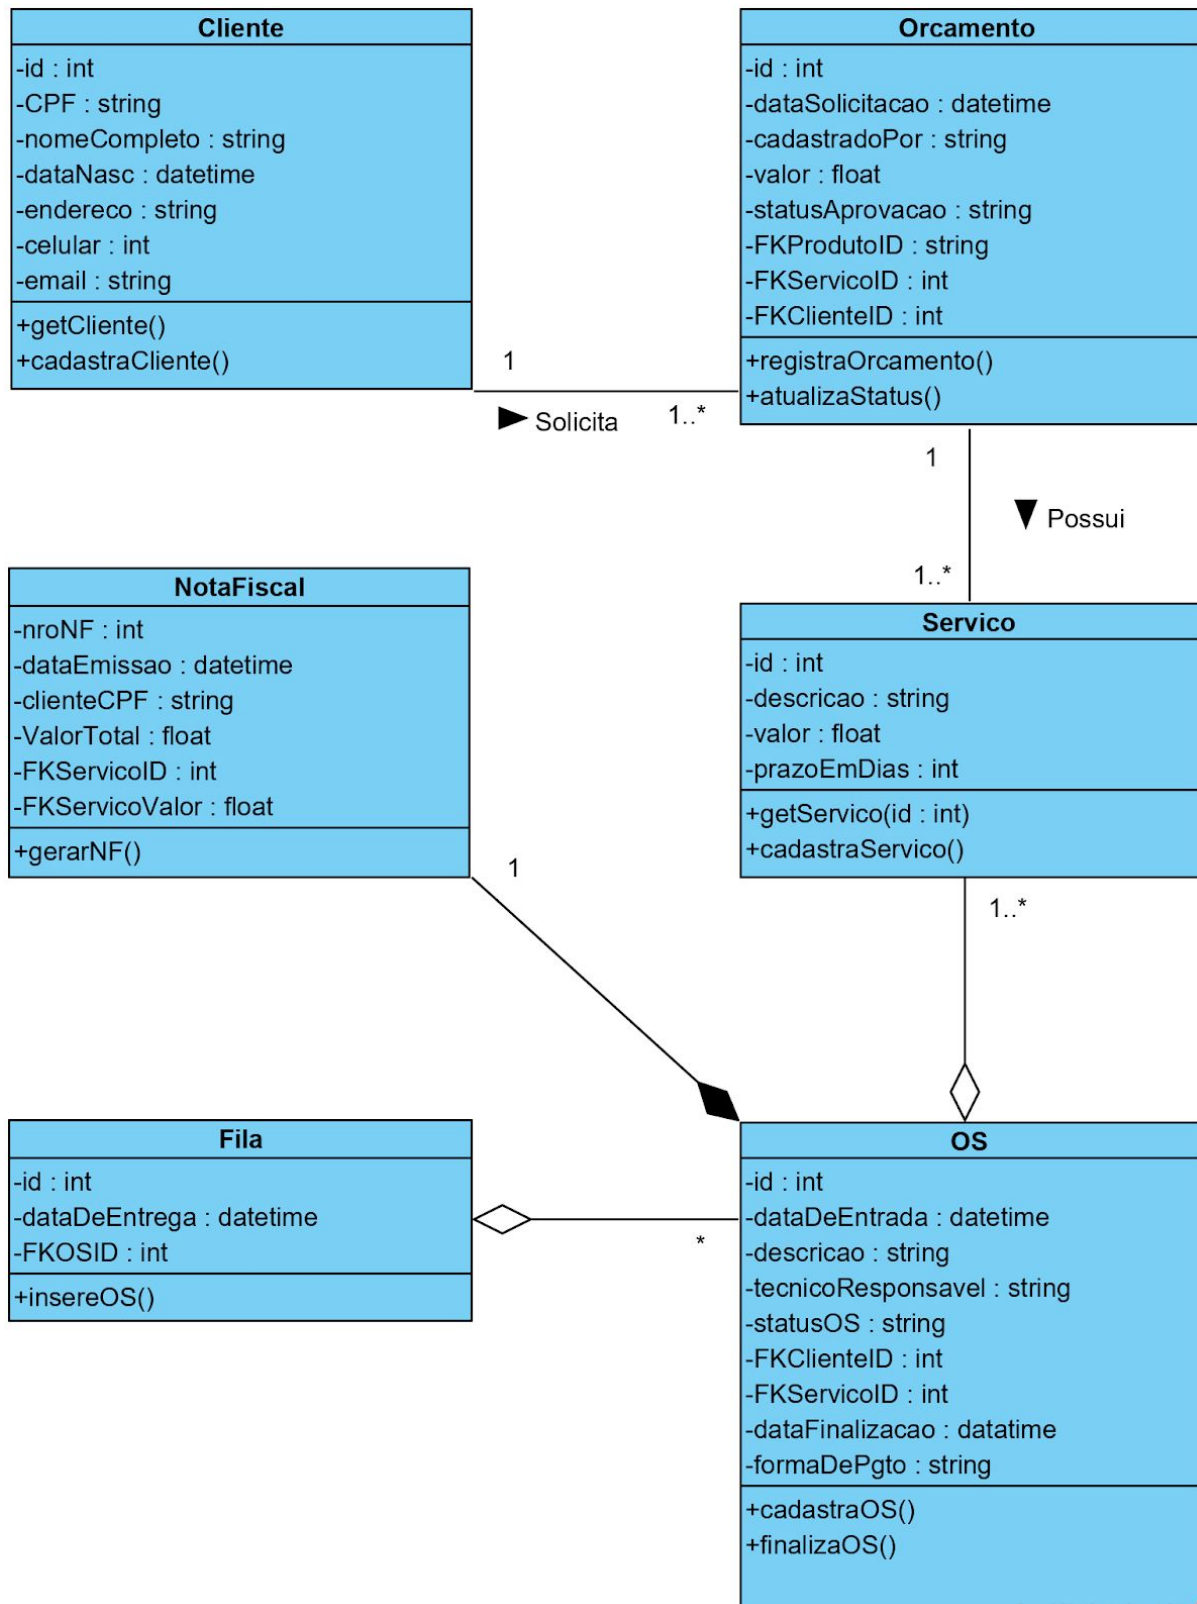 Cliente
-id : int
-CPF : string
-nomeCompleto : string
-dataNasc : datetime
-endereco : string
-celular : int
-email : string
+getCliente()
+cadastraCliente()
Orcamento
-id : int
-dataSolicitacao : datetime
-cadastradoPor : string
-valor : float
-statusAprovacao : string
-FKProdutoID : string
-FKServicoID : int
-FKClienteID : int
+registraOrcamento()
+atualizaStatus()
1
Solicita
1..*
1
Possui
1..*
NotaFiscal
-nroNF : int
-dataEmissao : datetime
-clienteCPF : string
-ValorTotal : float
-FKServicoID : int
-FKServicoValor : float
+gerarNF()
1
Servico
-id : int
-descricao : string
-valor : float
-prazoEmDias : int
+getServico(id : int)
+cadastraServico()
1..*
Fila
-id : int
-dataDeEntrega : datetime
-FKOSID : int
+insereOS()
*
OS
-id : int
-dataDeEntrada : datetime
-descricao : string
-tecnicoResponsavel : string
-statusOS : string
-FKClienteID : int
-FKServicoID : int
-dataFinalizacao : datatime
-formaDePgto : string
+cadastraOS()
+finalizaOS()